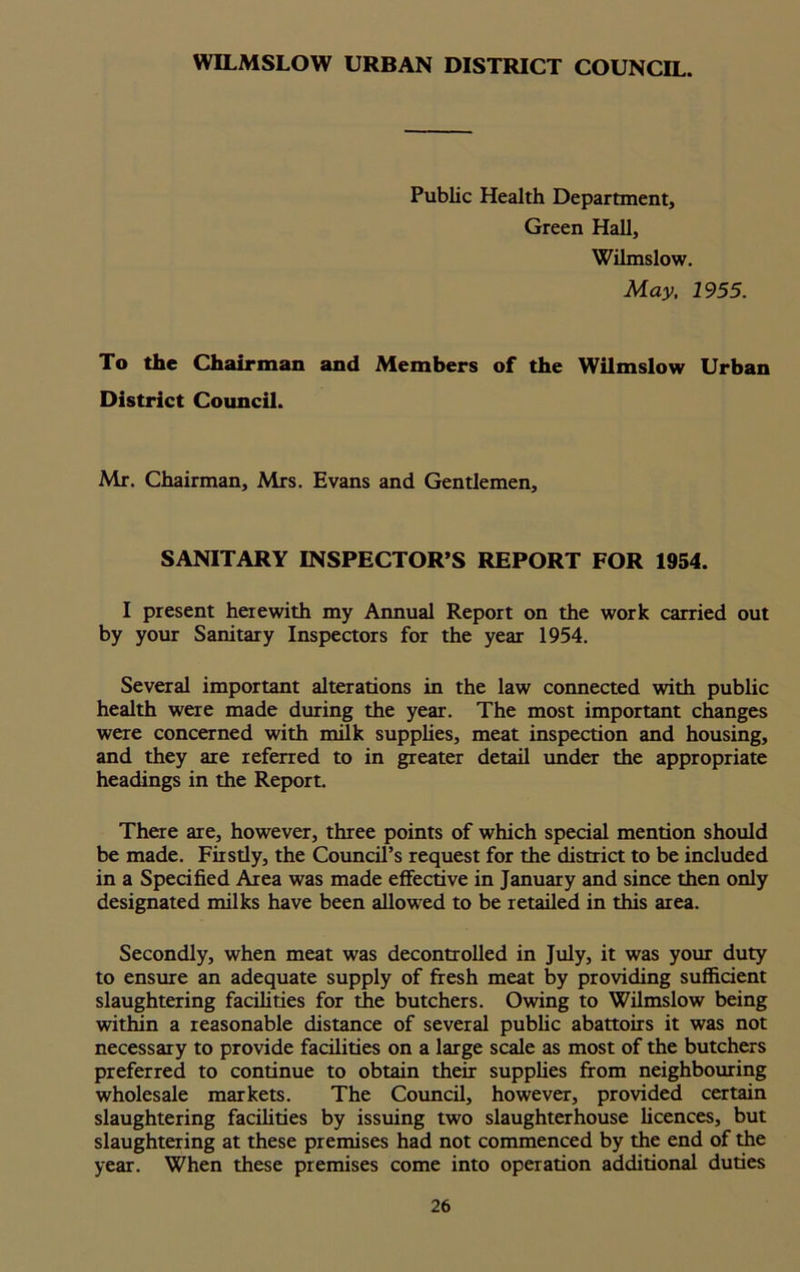 WILMSLOW URBAN DISTRICT COUNCIL.
Public Health Department,
Green Hall,
Wilmslow.
May, 1955.
To the Chairman and Members of the Wilmslow Urban
District Council.
Mr. Chairman, Mrs. Evans and Gentlemen,
SANITARY INSPECTOR'S REPORT FOR 1954.
I present herewith my Annual Report on the work carried out
by your Sanitary Inspectors for the year 1954.
Several important alterations in the law connected with public
health were made during the year. The most important changes
were concerned with milk supplies, meat inspection and housing,
and they are referred to in greater detail under the appropriate
headings in the Report.
There are, however, three points of which special mention should
be made. Firstly, the Council's request for the district to be included
in a Specified Area was made effective in January and since then only
designated milks have been allowed to be retailed in this area.
Secondly, when meat was decontrolled in July, it was your duty
to ensure an adequate supply of fresh meat by providing sufficient
slaughtering facilities for the butchers. Owing to Wilmslow being
within a reasonable distance of several public abattoirs it was not
necessary to provide facilities on a large scale as most of the butchers
preferred to continue to obtain their supplies from neighbouring
wholesale markets. The Council, however, provided certain
slaughtering facilities by issuing two slaughterhouse licences, but
slaughtering at these premises had not commenced by the end of the
year. When these premises come into operation additional duties
26